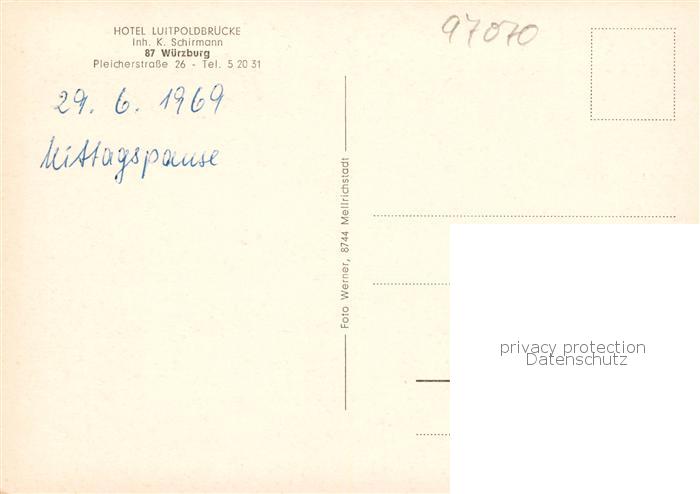 HOTEL LUITPOLDBRÜCKE
Inh. K. Schirmann
87 Würzburg
Pleicherstraße 26 - Tel. 5 20 31
29. 6. 1969
Mittagspause
Foto Werner, 8744 Mellrichstadt
97070
privacy protection
Datenschutz